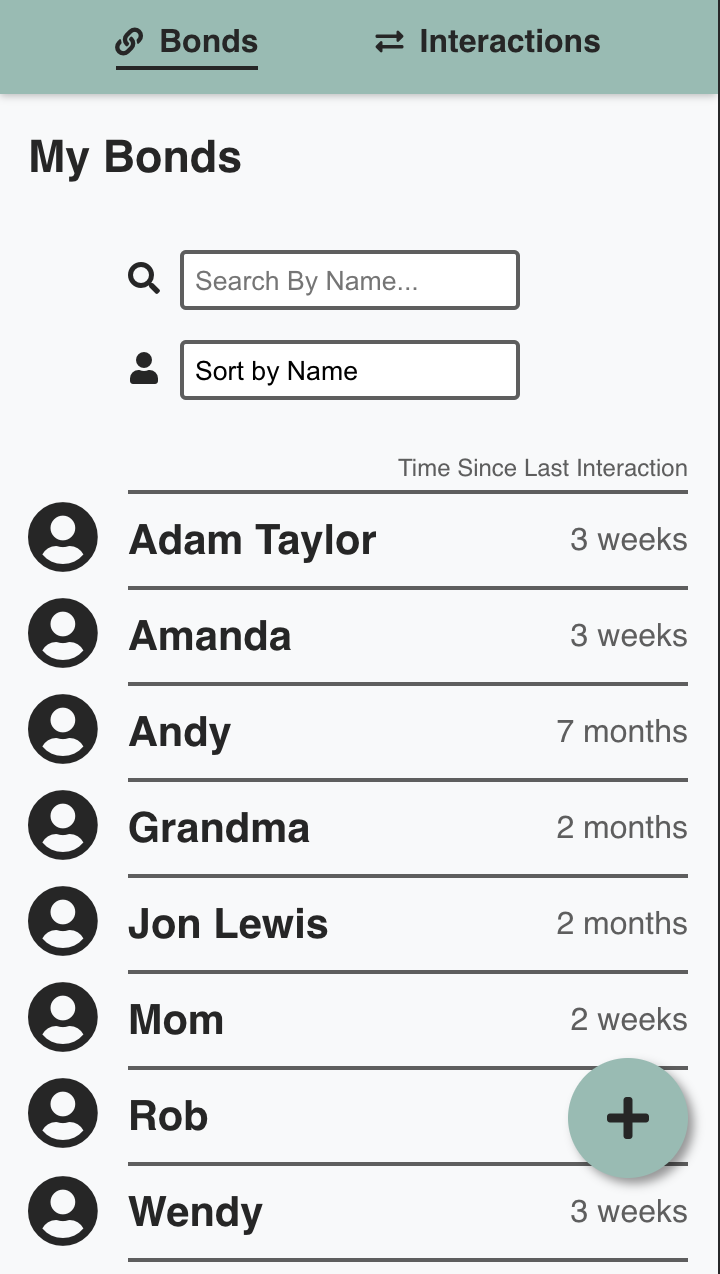 Bonds Interactions
My Bonds
Search By Name...
Sort by Name
Time Since Last Interaction
Adam Taylor 3 weeks
Amanda 3 weeks
Andy 7 months
Grandma 2 months
Jon Lewis 2 months
Mom 2 weeks
Rob
Wendy 3 weeks